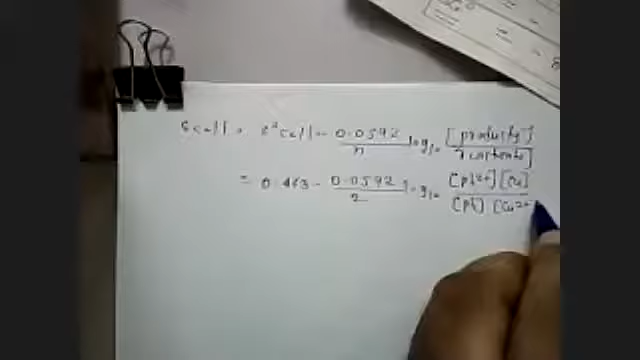 Ecell = E°cell - 0.0592/n log10 [products]/[reactants]
= 0.463 - 0.0592/2 log10 [Pb2+][Cu]/[Pb][Cu2+